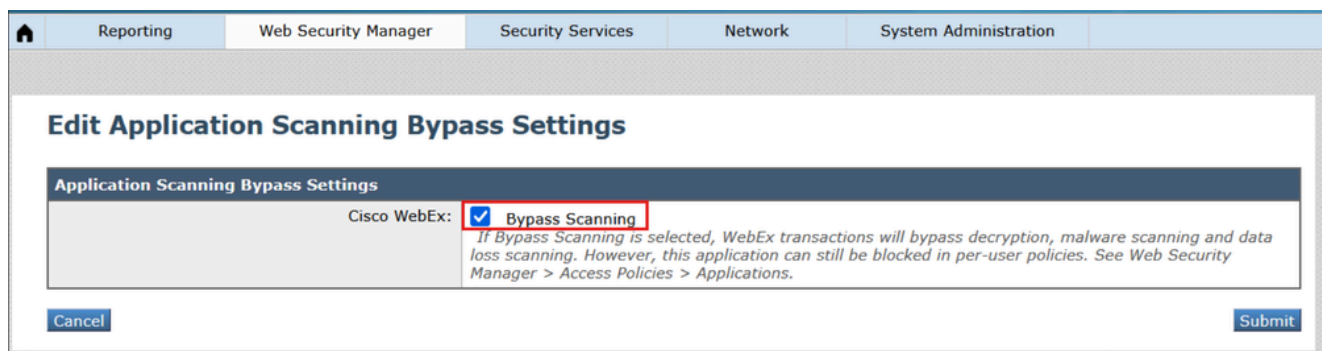 Reporting Web Security Manager Security Services Network System Administration
Edit Application Scanning Bypass Settings
Application Scanning Bypass Settings
Cisco WebEx: Bypass Scanning
If Bypass Scanning is selected, WebEx transactions will bypass decryption, malware scanning and data
loss scanning. However, this application can still be blocked in per-user policies. See Web Security
Manager > Access Policies > Applications.
Cancel Submit